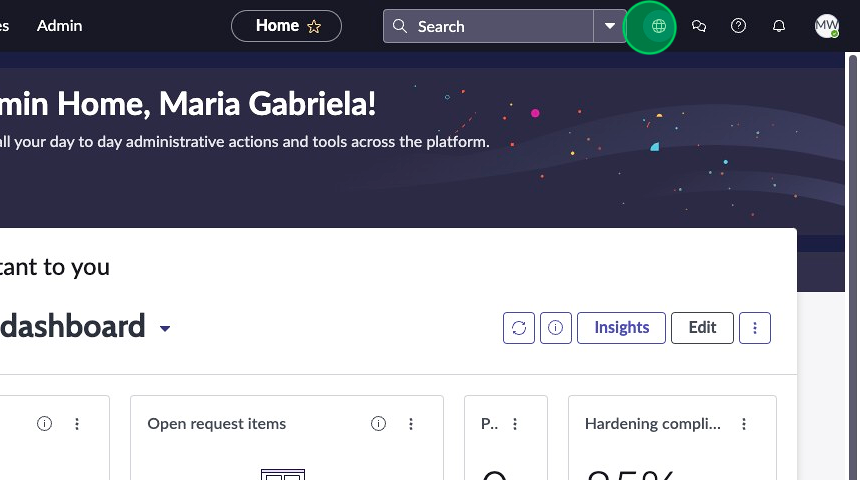 es Admin Home Search MW
min Home, Maria Gabriela!
all your day to day administrative actions and tools across the platform.
tant to you
dashboard Insights Edit
Open request items P.. Hardening compli...